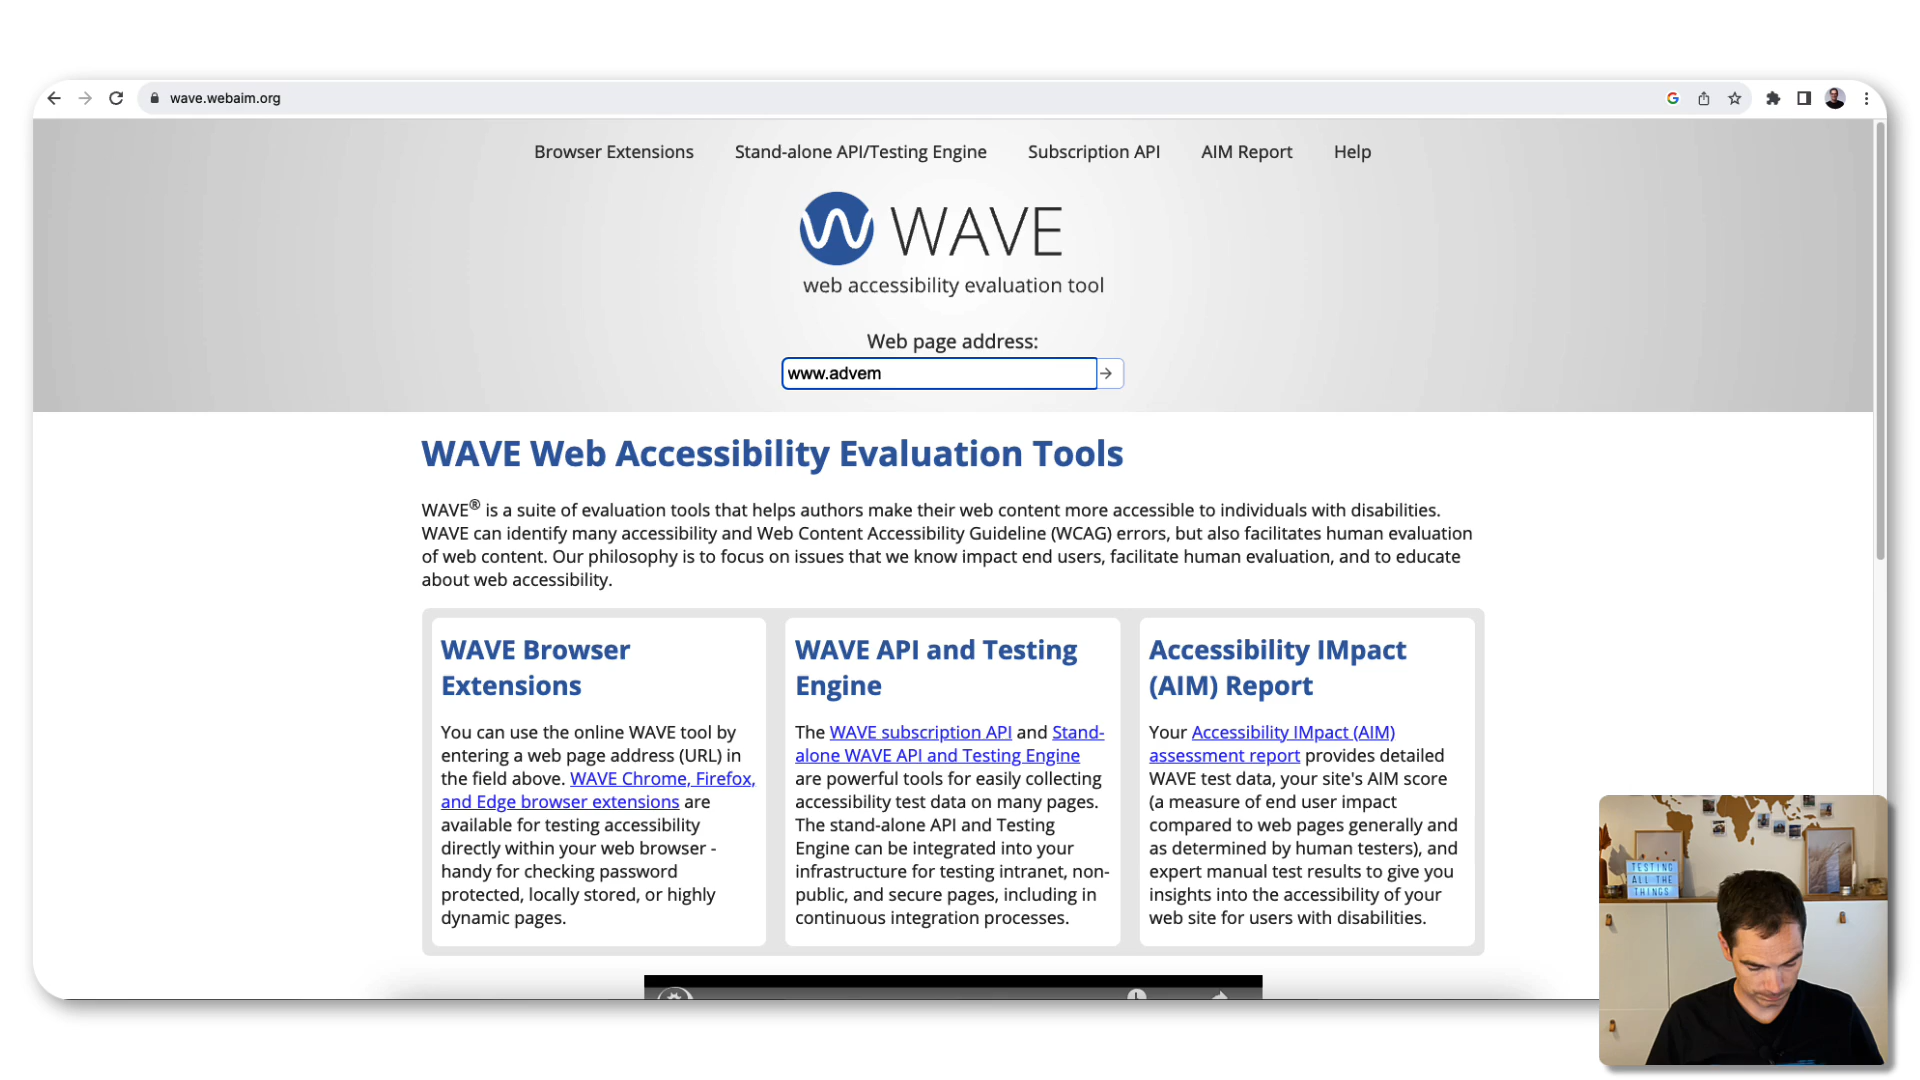 wave.webaim.org
Browser Extensions
Stand-alone API/Testing Engine
Subscription API
AIM Report
Help
WAVE
web accessibility evaluation tool
Web page address:
www.advem
WAVE Web Accessibility Evaluation Tools
WAVE® is a suite of evaluation tools that helps authors make their web content more accessible to individuals with disabilities.
WAVE can identify many accessibility and Web Content Accessibility Guideline (WCAG) errors, but also facilitates human evaluation
of web content. Our philosophy is to focus on issues that we know impact end users, facilitate human evaluation, and to educate
about web accessibility.
WAVE Browser
Extensions
You can use the online WAVE tool by
entering a web page address (URL) in
the field above. WAVE Chrome, Firefox,
and Edge browser extensions are
available for testing accessibility
directly within your web browser -
handy for checking password
protected, locally stored, or highly
dynamic pages.
WAVE API and Testing
Engine
The WAVE subscription API and Stand-
alone WAVE API and Testing Engine
are powerful tools for easily collecting
accessibility test data on many pages.
The stand-alone API and Testing
Engine can be integrated into your
infrastructure for testing intranet, non-
public, and secure pages, including in
continuous integration processes.
Accessibility IMpact
(AIM) Report
Your Accessibility IMpact (AIM)
assessment report provides detailed
WAVE test data, your site's AIM score
(a measure of end user impact
compared to web pages generally and
as determined by human testers), and
expert manual test results to give you
insights into the accessibility of your
web site for users with disabilities.
TESTING
ALL THE
THINGS